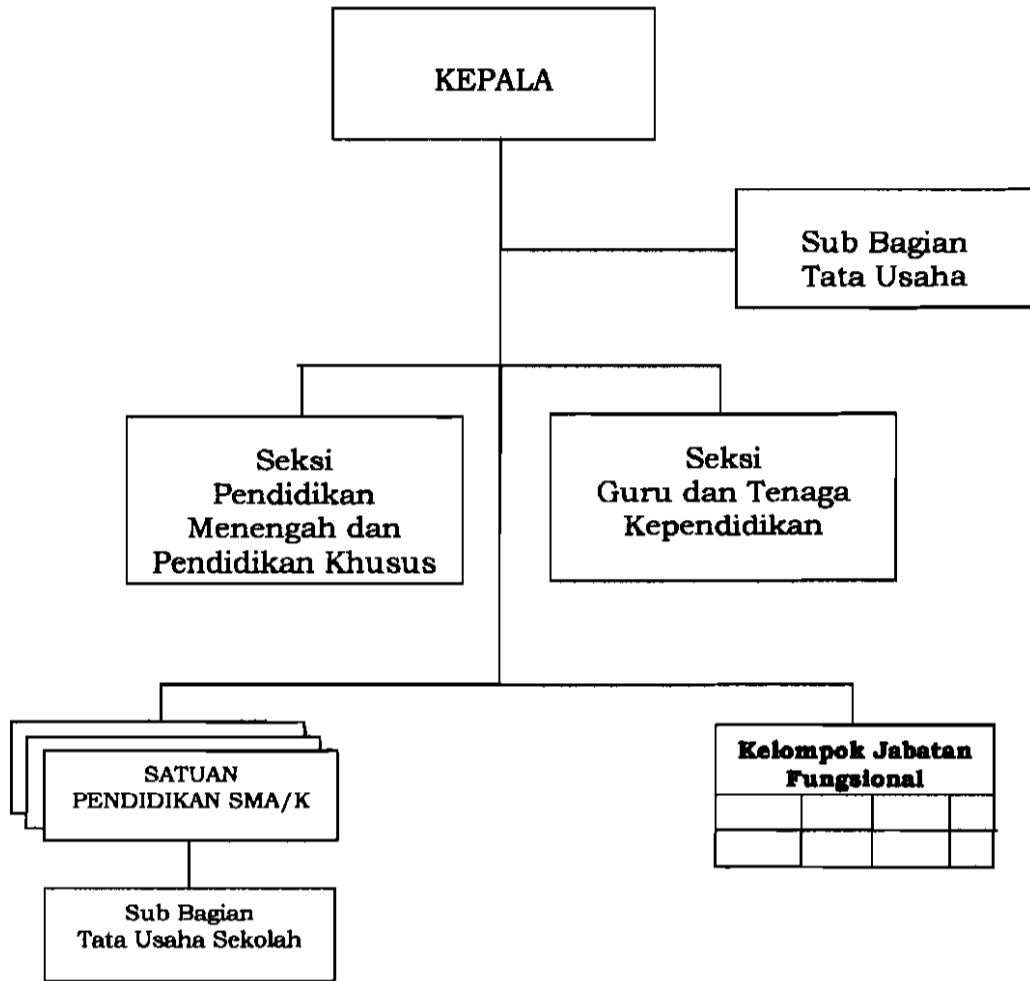 KEPALA
Sub Bagian
Tata Usaha
Seksi
Pendidikan
Menengah dan
Pendidikan Khusus
Seksi
Guru dan Tenaga
Kependidikan
SATUAN
PENDIDIKAN SMA/K
Kelompok Jabatan
Fungsional
Sub Bagian
Tata Usaha Sekolah